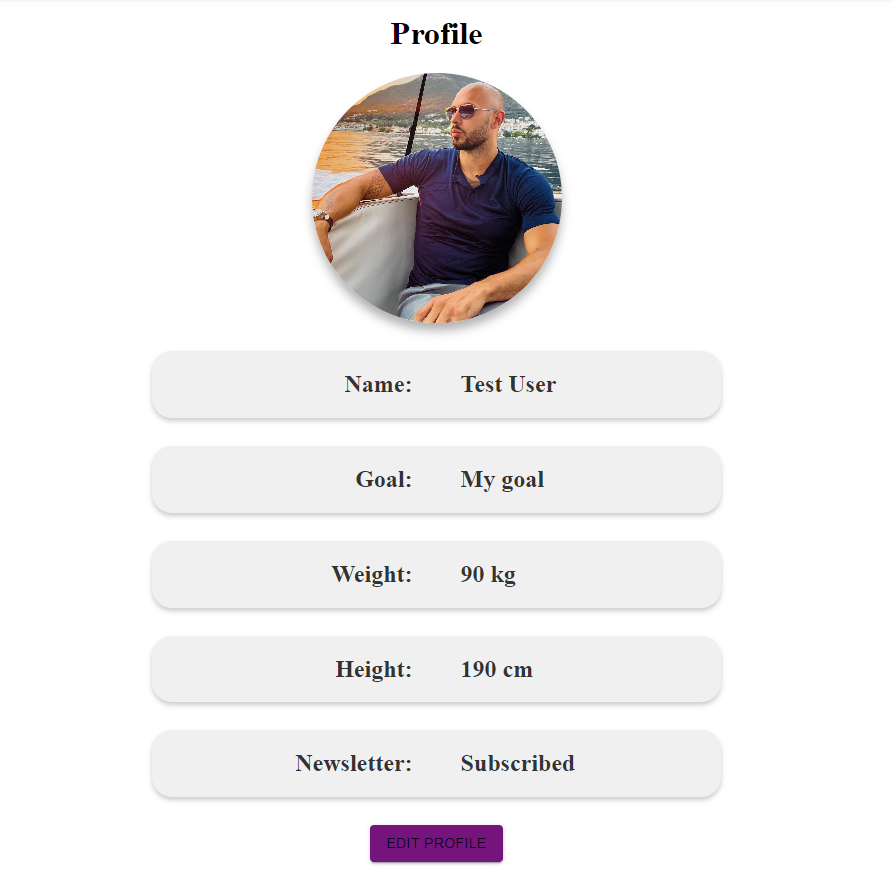 Profile
Name: Test User
Goal: My goal
Weight: 90 kg
Height: 190 cm
Newsletter: Subscribed
EDIT PROFILE